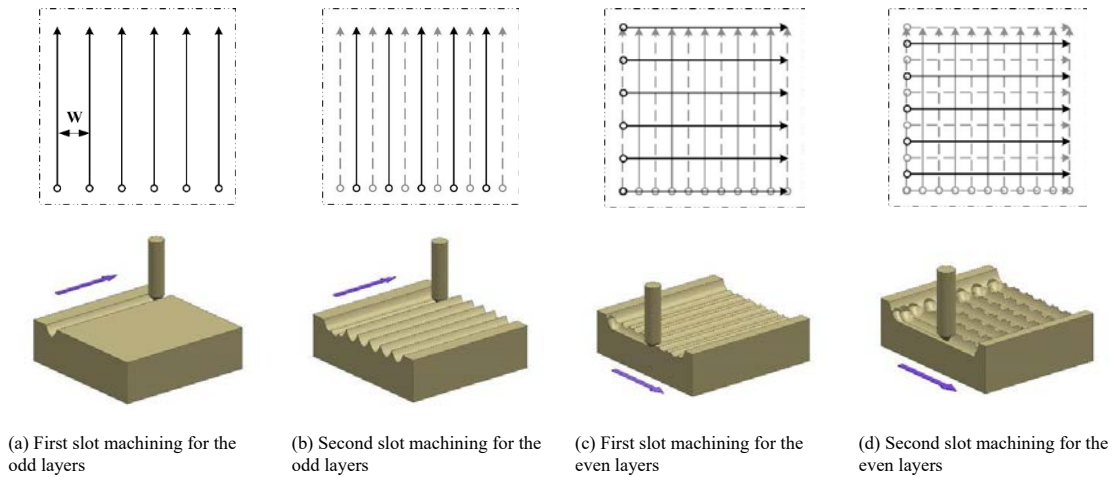 W
(a) First slot machining for the
odd layers
(b) Second slot machining for the
odd layers
(c) First slot machining for the
even layers
(d) Second slot machining for the
even layers